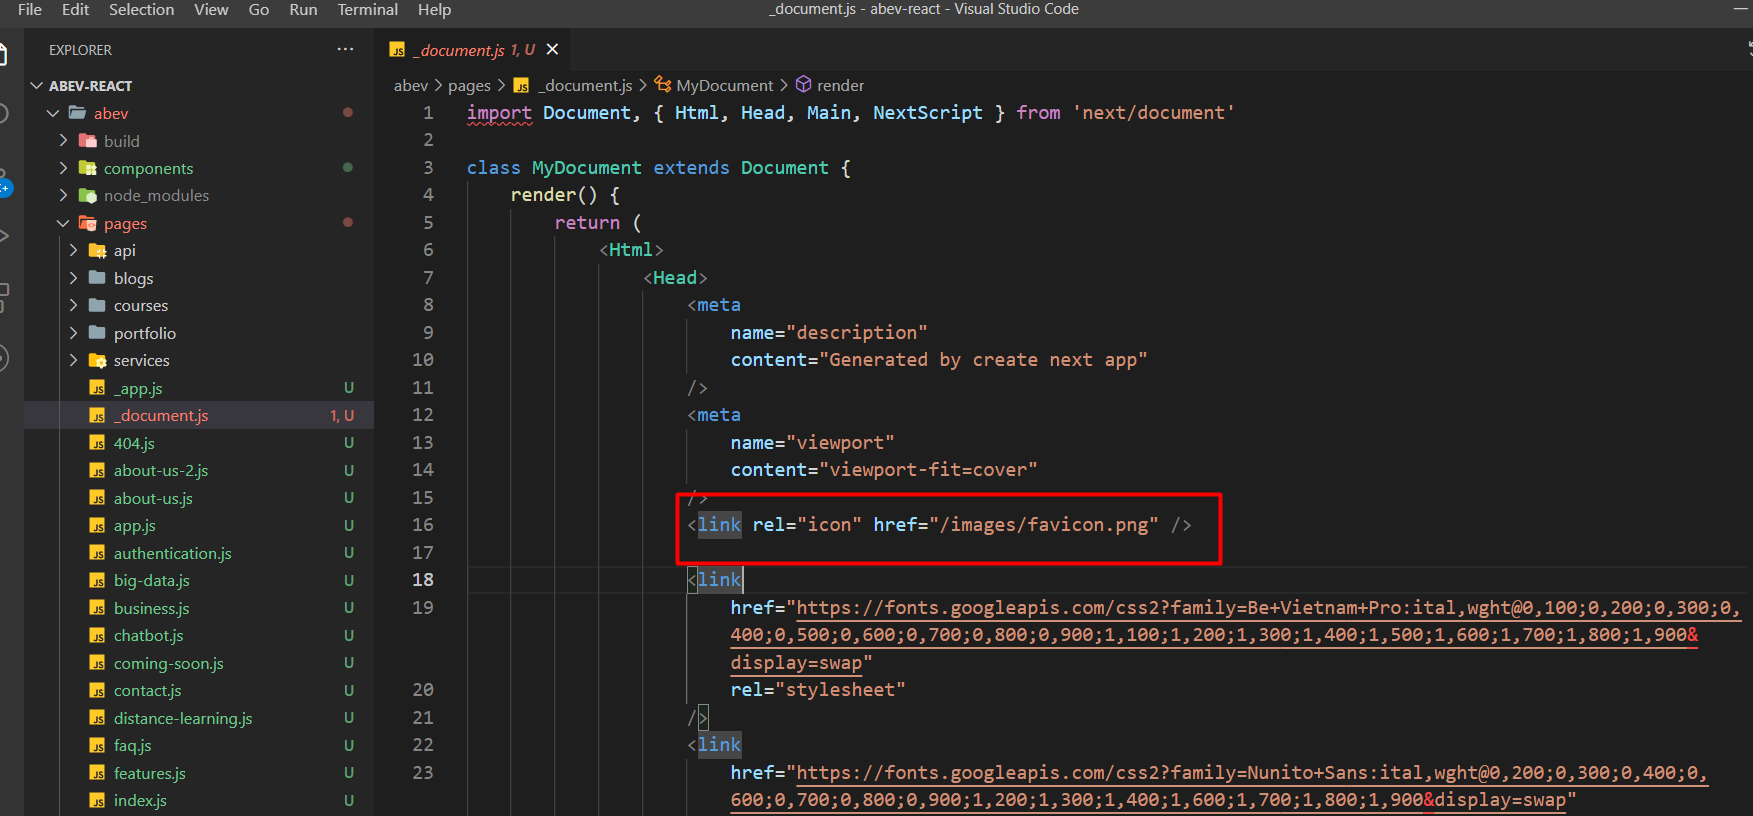 File Edit Selection View Go Run Terminal Help
_document.js - abev-react - Visual Studio Code
EXPLORER
ABEV-REACT
abev
build
components
node_modules
pages
api
blogs
courses
portfolio
services
_app.js U
_document.js 1, U
404.js U
about-us-2.js U
about-us.js U
app.js U
authentication.js U
big-data.js U
business.js U
chatbot.js U
coming-soon.js U
contact.js U
distance-learning.js U
faq.js U
features.js U
index.js U
JS _document.js 1, U
abev > pages > JS _document.js > MyDocument > render
1 import Document, { Html, Head, Main, NextScript } from 'next/document'
2
3 class MyDocument extends Document {
4 render() {
5 return (
6 <Html>
7 <Head>
8 <meta
9 name="description"
10 content="Generated by create next app"
11 />
12 <meta
13 name="viewport"
14 content="viewport-fit=cover"
15 />
16 <link rel="icon" href="/images/favicon.png" />
17
18 <link
19 href="https://fonts.googleapis.com/css2?family=Be+Vietnam+Pro:ital,wght@0,100;0,200;0,300;0,
400;0,500;0,600;0,700;0,800;0,900;1,100;1,200;1,300;1,400;1,500;1,600;1,700;1,800;1,900&
display=swap"
20 rel="stylesheet"
21 />
22 <link
23 href="https://fonts.googleapis.com/css2?family=Nunito+Sans:ital,wght@0,200;0,300;0,400;0,
600;0,700;0,800;0,900;1,200;1,300;1,400;1,600;1,700;1,800;1,900&display=swap"